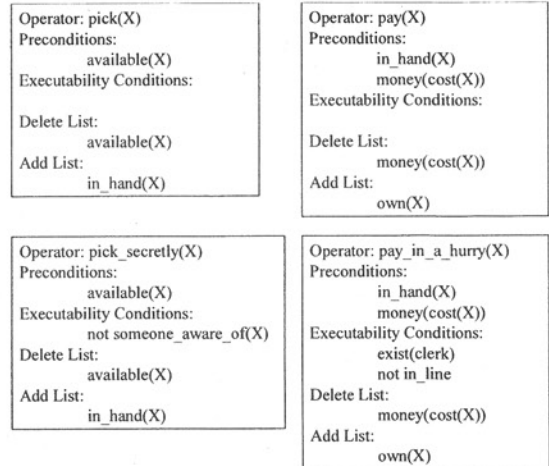 Operator: pick(X)
Preconditions:
available(X)
Executability Conditions:
Delete List:
available(X)
Add List:
in_hand(X)
Operator: pay(X)
Preconditions:
in_hand(X)
money(cost(X))
Executability Conditions:
Delete List:
money(cost(X))
Add List:
own(X)
Operator: pick_secretly(X)
Preconditions:
available(X)
Executability Conditions:
not someone_aware_of(X)
Delete List:
available(X)
Add List:
in_hand(X)
Operator: pay_in_a_hurry(X)
Preconditions:
in_hand(X)
money(cost(X))
Executability Conditions:
exist(clerk)
not in_line
Delete List:
money(cost(X))
Add List:
own(X)